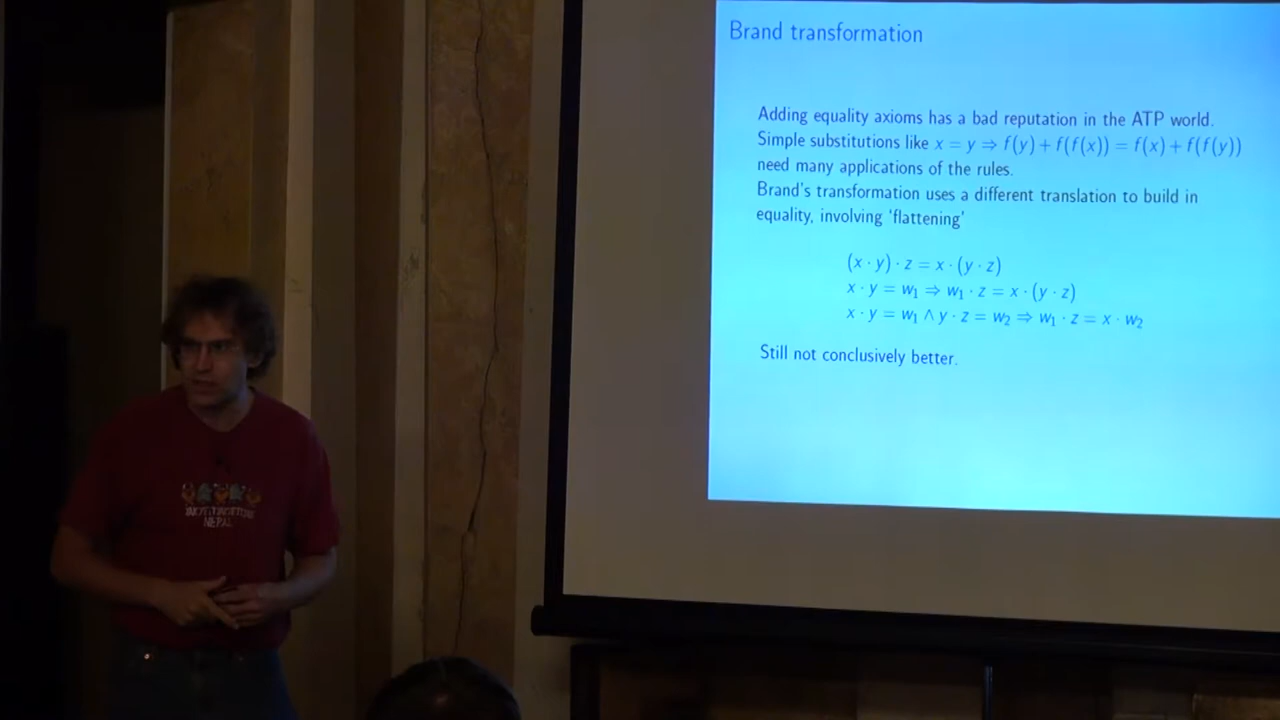 Brand transformation
Adding equality axioms has a bad reputation in the ATP world.
Simple substitutions like x = y ⇒ f(y) + f(f(x)) = f(x) + f(f(y))
need many applications of the rules.
Brand's transformation uses a different translation to build in
equality, involving 'flattening'
(x · y) · z = x · (y · z)
x · y = w₁ ⇒ w₁ · z = x · (y · z)
x · y = w₁ ∧ y · z = w₂ ⇒ w₁ · z = x · w₂
Still not conclusively better.
NEPAL